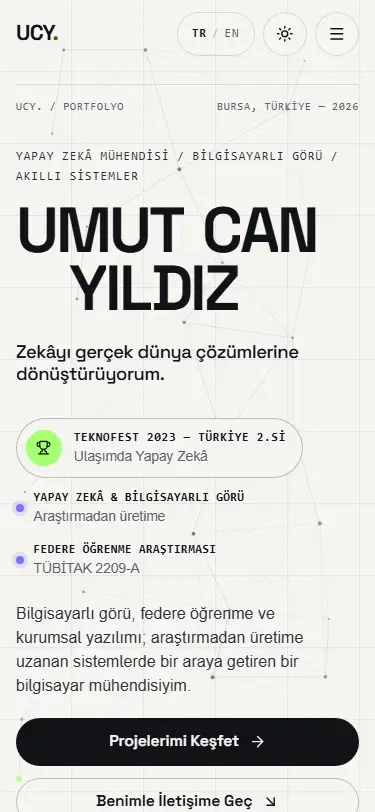 UCY.
TR / EN
UCY. / PORTFOLYO
BURSA, TÜRKİYE — 2026
YAPAY ZEKÂ MÜHENDİSİ / BİLGİSAYARLI GÖRÜ /
AKILLI SİSTEMLER
UMUT CAN
YILDIZ
Zekâyı gerçek dünya çözümlerine
dönüştürüyorum.
TEKNOFEST 2023 — TÜRKİYE 2.Sİ
Ulaşımda Yapay Zekâ
YAPAY ZEKÂ & BİLGİSAYARLI GÖRÜ
Araştırmadan üretime
FEDERE ÖĞRENME ARAŞTIRMASI
TÜBİTAK 2209-A
Bilgisayarlı görü, federe öğrenme ve
kurumsal yazılımı; araştırmadan üretime
uzanan sistemlerde bir araya getiren bir
bilgisayar mühendisiyim.
Projelerimi Keşfet →
Benimle İletişime Geç ↘